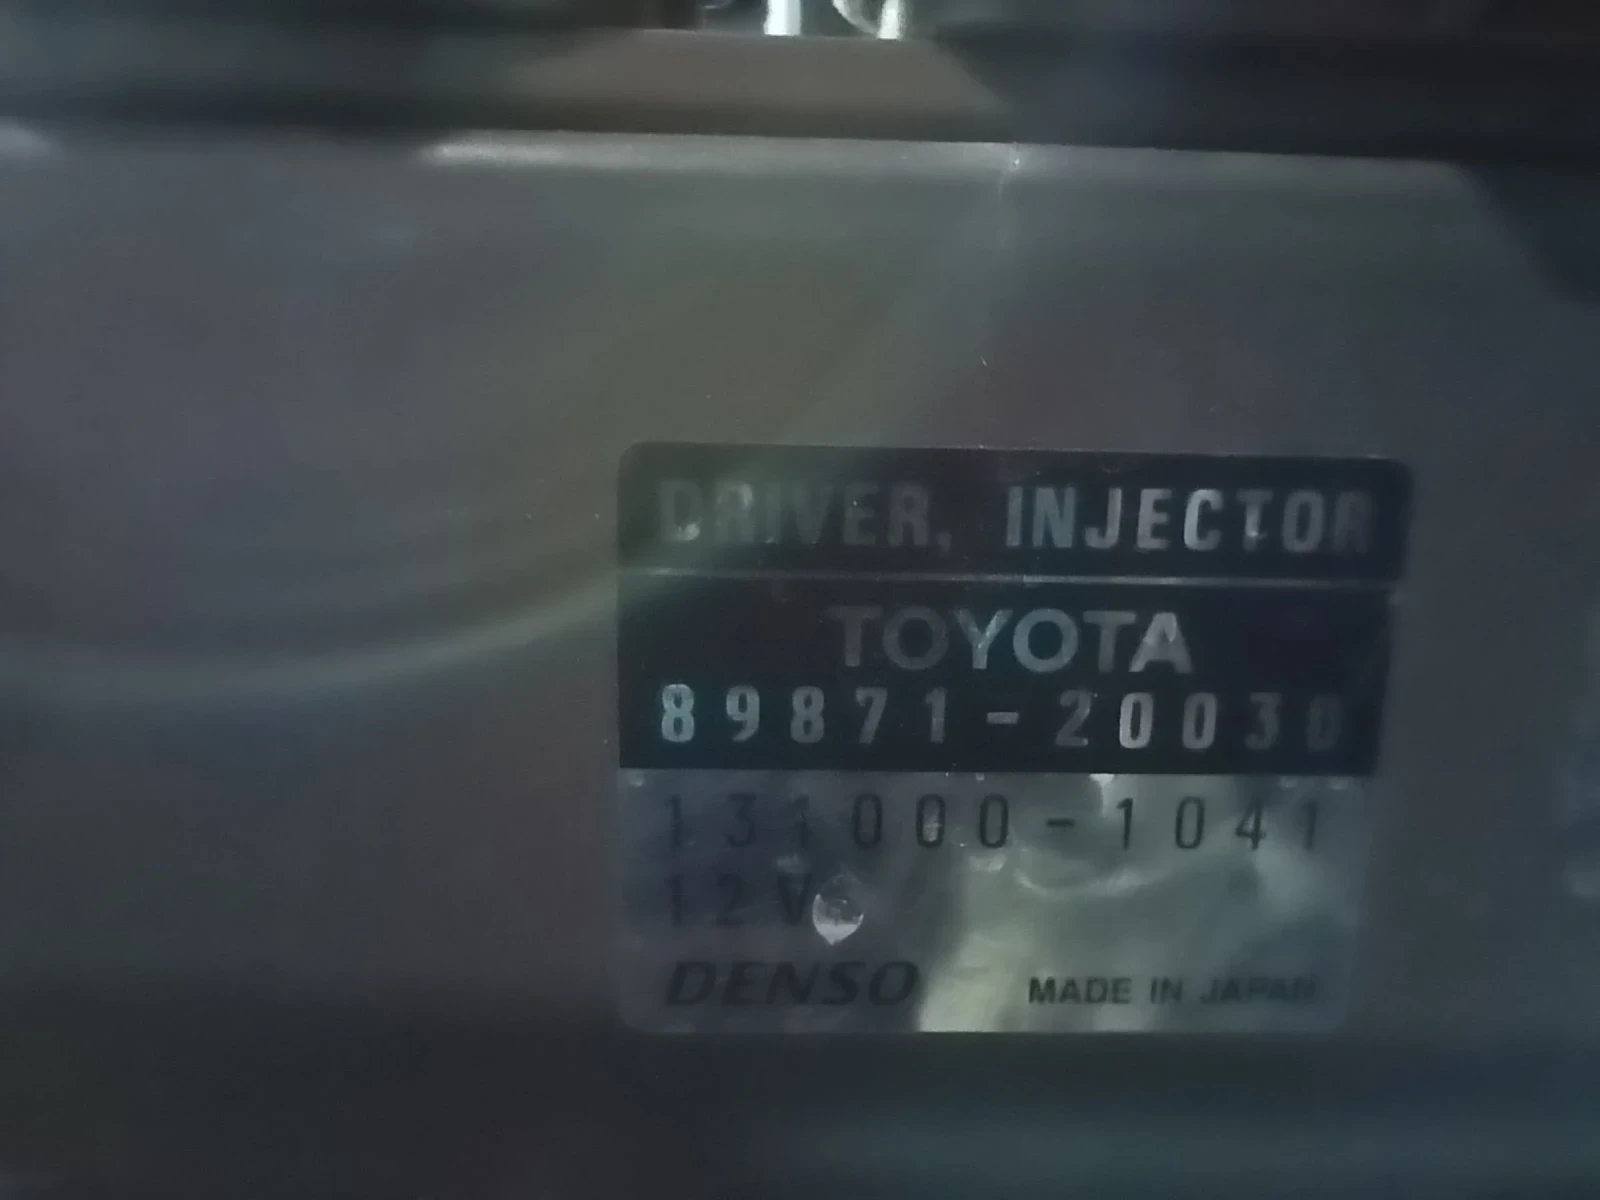 DRIVER, INJECTOR
TOYOTA
89871-20030
131000-1041
12V
DENSO MADE IN JAPAN